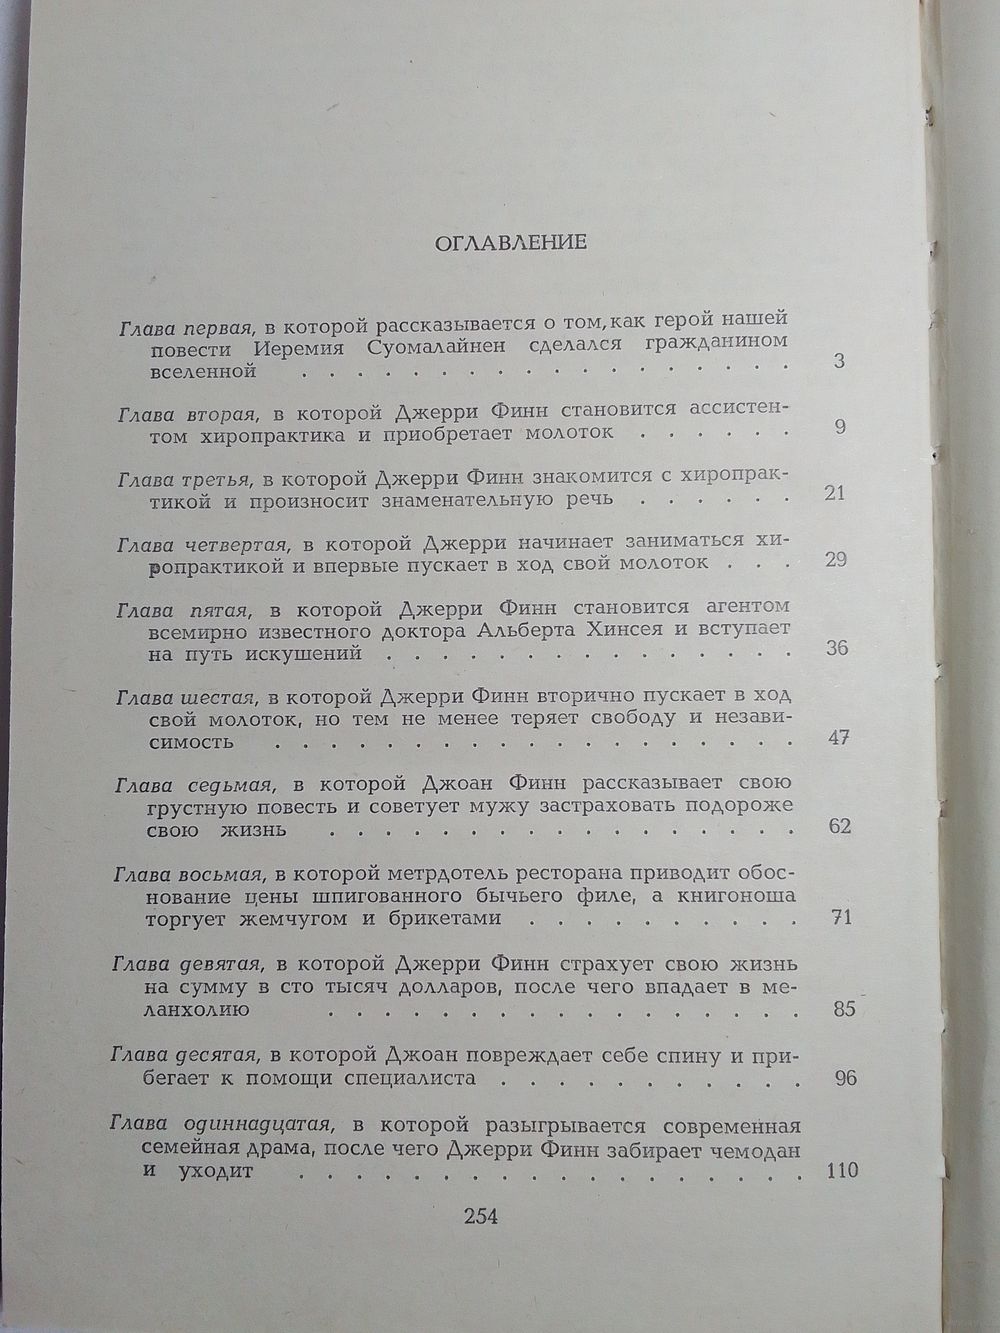 ОГЛАВЛЕНИЕ
Глава первая, в которой рассказывается о том, как герой нашей
повести Иеремия Суомалайнен сделался гражданином
вселенной . . . . . . . . . . . . . . . . . . 3
Глава вторая, в которой Джерри Финн становится ассистен-
том хиропрактика и приобретает молоток . . . . . . 9
Глава третья, в которой Джерри Финн знакомится с хиропрак-
тикой и произносит знаменательную речь . . . . . . 21
Глава четвертая, в которой Джерри начинает заниматься хи-
ропрактикой и впервые пускает в ход свой молоток . . . 29
Глава пятая, в которой Джерри Финн становится агентом
всемирно известного доктора Альберта Хинсея и вступает
на путь искушений . . . . . . . . . . . . . . . 36
Глава шестая, в которой Джерри Финн вторично пускает в ход
свой молоток, но тем не менее теряет свободу и незави-
симость . . . . . . . . . . . . . . . . . . . 47
Глава седьмая, в которой Джоан Финн рассказывает свою
грустную повесть и советует мужу застраховать подороже
свою жизнь . . . . . . . . . . . . . . . . . 62
Глава восьмая, в которой метрдотель ресторана приводит обос-
нование цены шпигованного бычьего филе, а книгоноша
торгует жемчугом и брикетами . . . . . . . . . . 71
Глава девятая, в которой Джерри Финн страхует свою жизнь
на сумму в сто тысяч долларов, после чего впадает в ме-
ланхолию . . . . . . . . . . . . . . . . . 85
Глава десятая, в которой Джоан повреждает себе спину и при-
бегает к помощи специалиста . . . . . . . . . . . 96
Глава одиннадцатая, в которой разыгрывается современная
семейная драма, после чего Джерри Финн забирает чемодан
и уходит . . . . . . . . . . . . . . . . . . 110
254